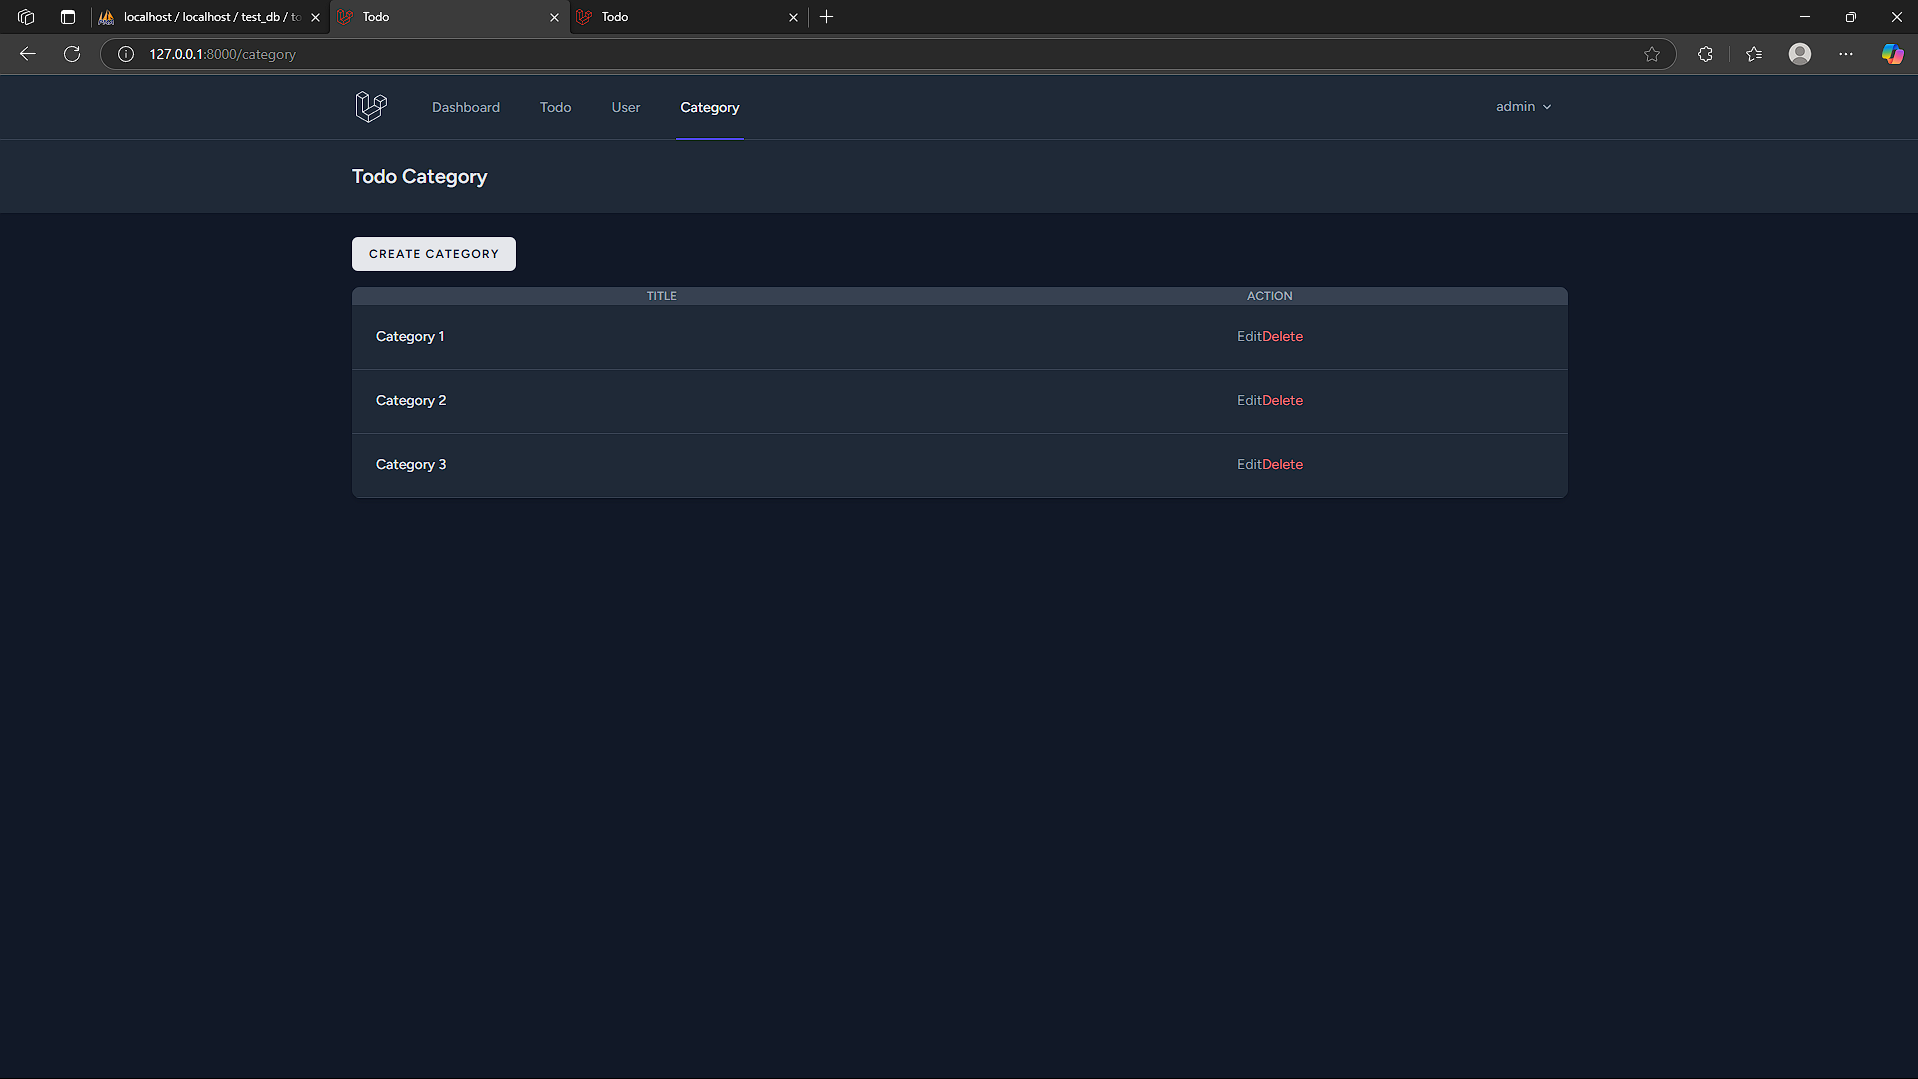 localhost / localhost / test_db / to
Todo
Todo
127.0.0.1:8000/category
Dashboard
Todo
User
Category
admin
Todo Category
CREATE CATEGORY
TITLE ACTION
Category 1 EditDelete
Category 2 EditDelete
Category 3 EditDelete